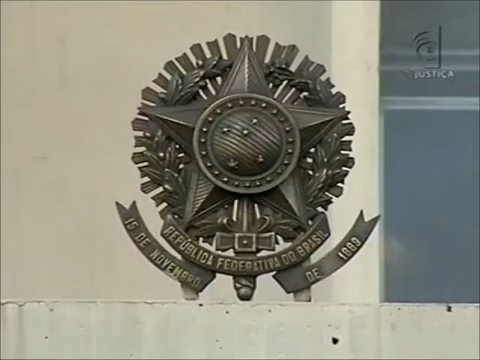 JUSTIÇA
REPÚBLICA FEDERATIVA DO BRASIL
15 DE NOVEMBRO
DE 1889